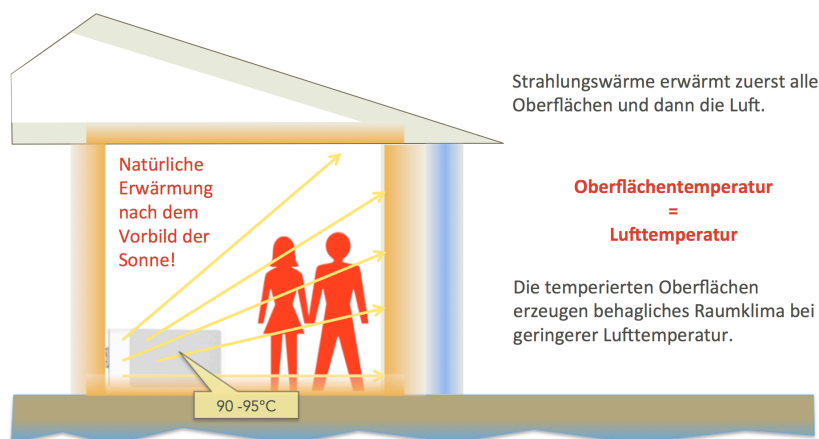 Strahlungswärme erwärmt zuerst alle
Oberflächen und dann die Luft.
Natürliche
Erwärmung
nach dem
Vorbild der
Sonne!
Oberflächentemperatur
=
Lufttemperatur
Die temperierten Oberflächen
erzeugen behagliches Raumklima bei
geringerer Lufttemperatur.
90 -95°C